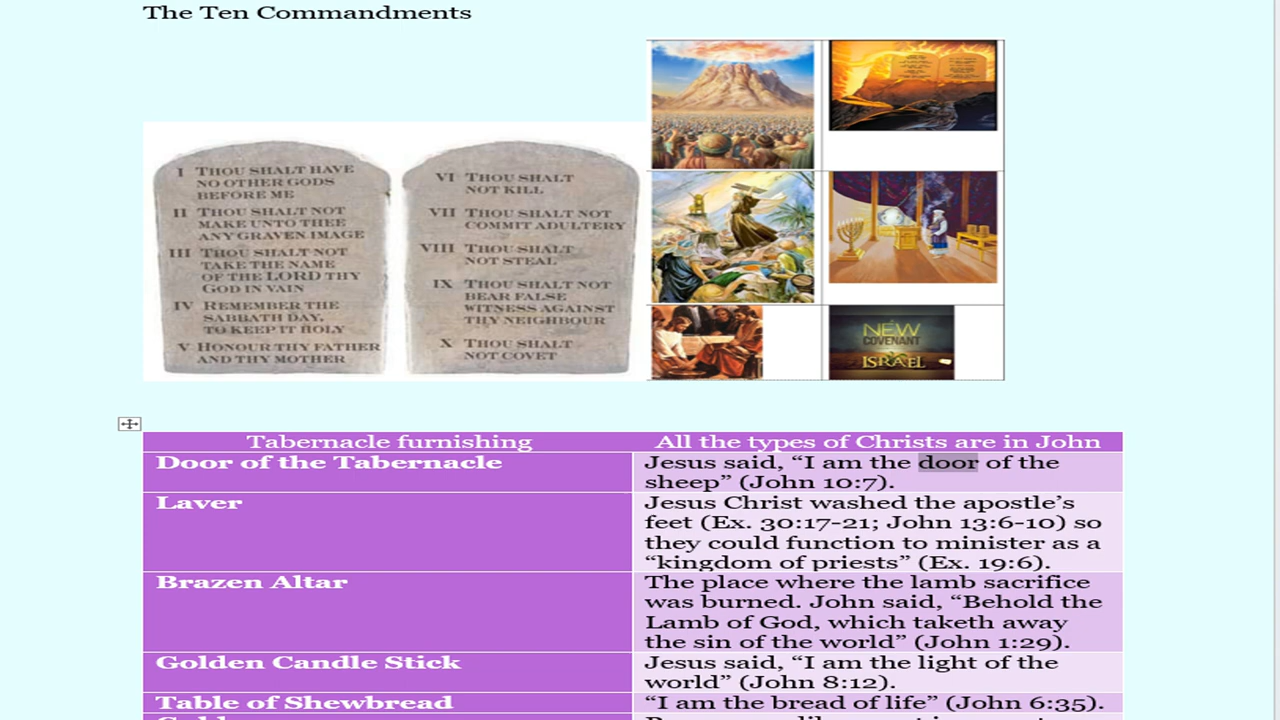 The Ten Commandments
I THOU SHALT HAVE
NO OTHER GODS
BEFORE ME
II THOU SHALT NOT
MAKE UNTO THEE
ANY GRAVEN IMAGE
III THOU SHALT NOT
TAKE THE NAME
OF THE LORD THY
GOD IN VAIN
IV REMEMBER THE
SABBATH DAY,
TO KEEP IT HOLY
V HONOUR THY FATHER
AND THY MOTHER
VI THOU SHALT
NOT KILL
VII THOU SHALT NOT
COMMIT ADULTERY
VIII THOU SHALT
NOT STEAL
IX THOU SHALT NOT
BEAR FALSE
WITNESS AGAINST
THY NEIGHBOUR
X THOU SHALT
NOT COVET
NEW
COVENANT
ISRAEL
Tabernacle furnishing
All the types of Christs are in John
Door of the Tabernacle
Jesus said, “I am the door of the
sheep” (John 10:7).
Laver
Jesus Christ washed the apostle’s
feet (Ex. 30:17-21; John 13:6-10) so
they could function to minister as a
“kingdom of priests” (Ex. 19:6).
Brazen Altar
The place where the lamb sacrifice
was burned. John said, “Behold the
Lamb of God, which taketh away
the sin of the world” (John 1:29).
Golden Candle Stick
Jesus said, “I am the light of the
world” (John 8:12).
Table of Shewbread
“I am the bread of life” (John 6:35).